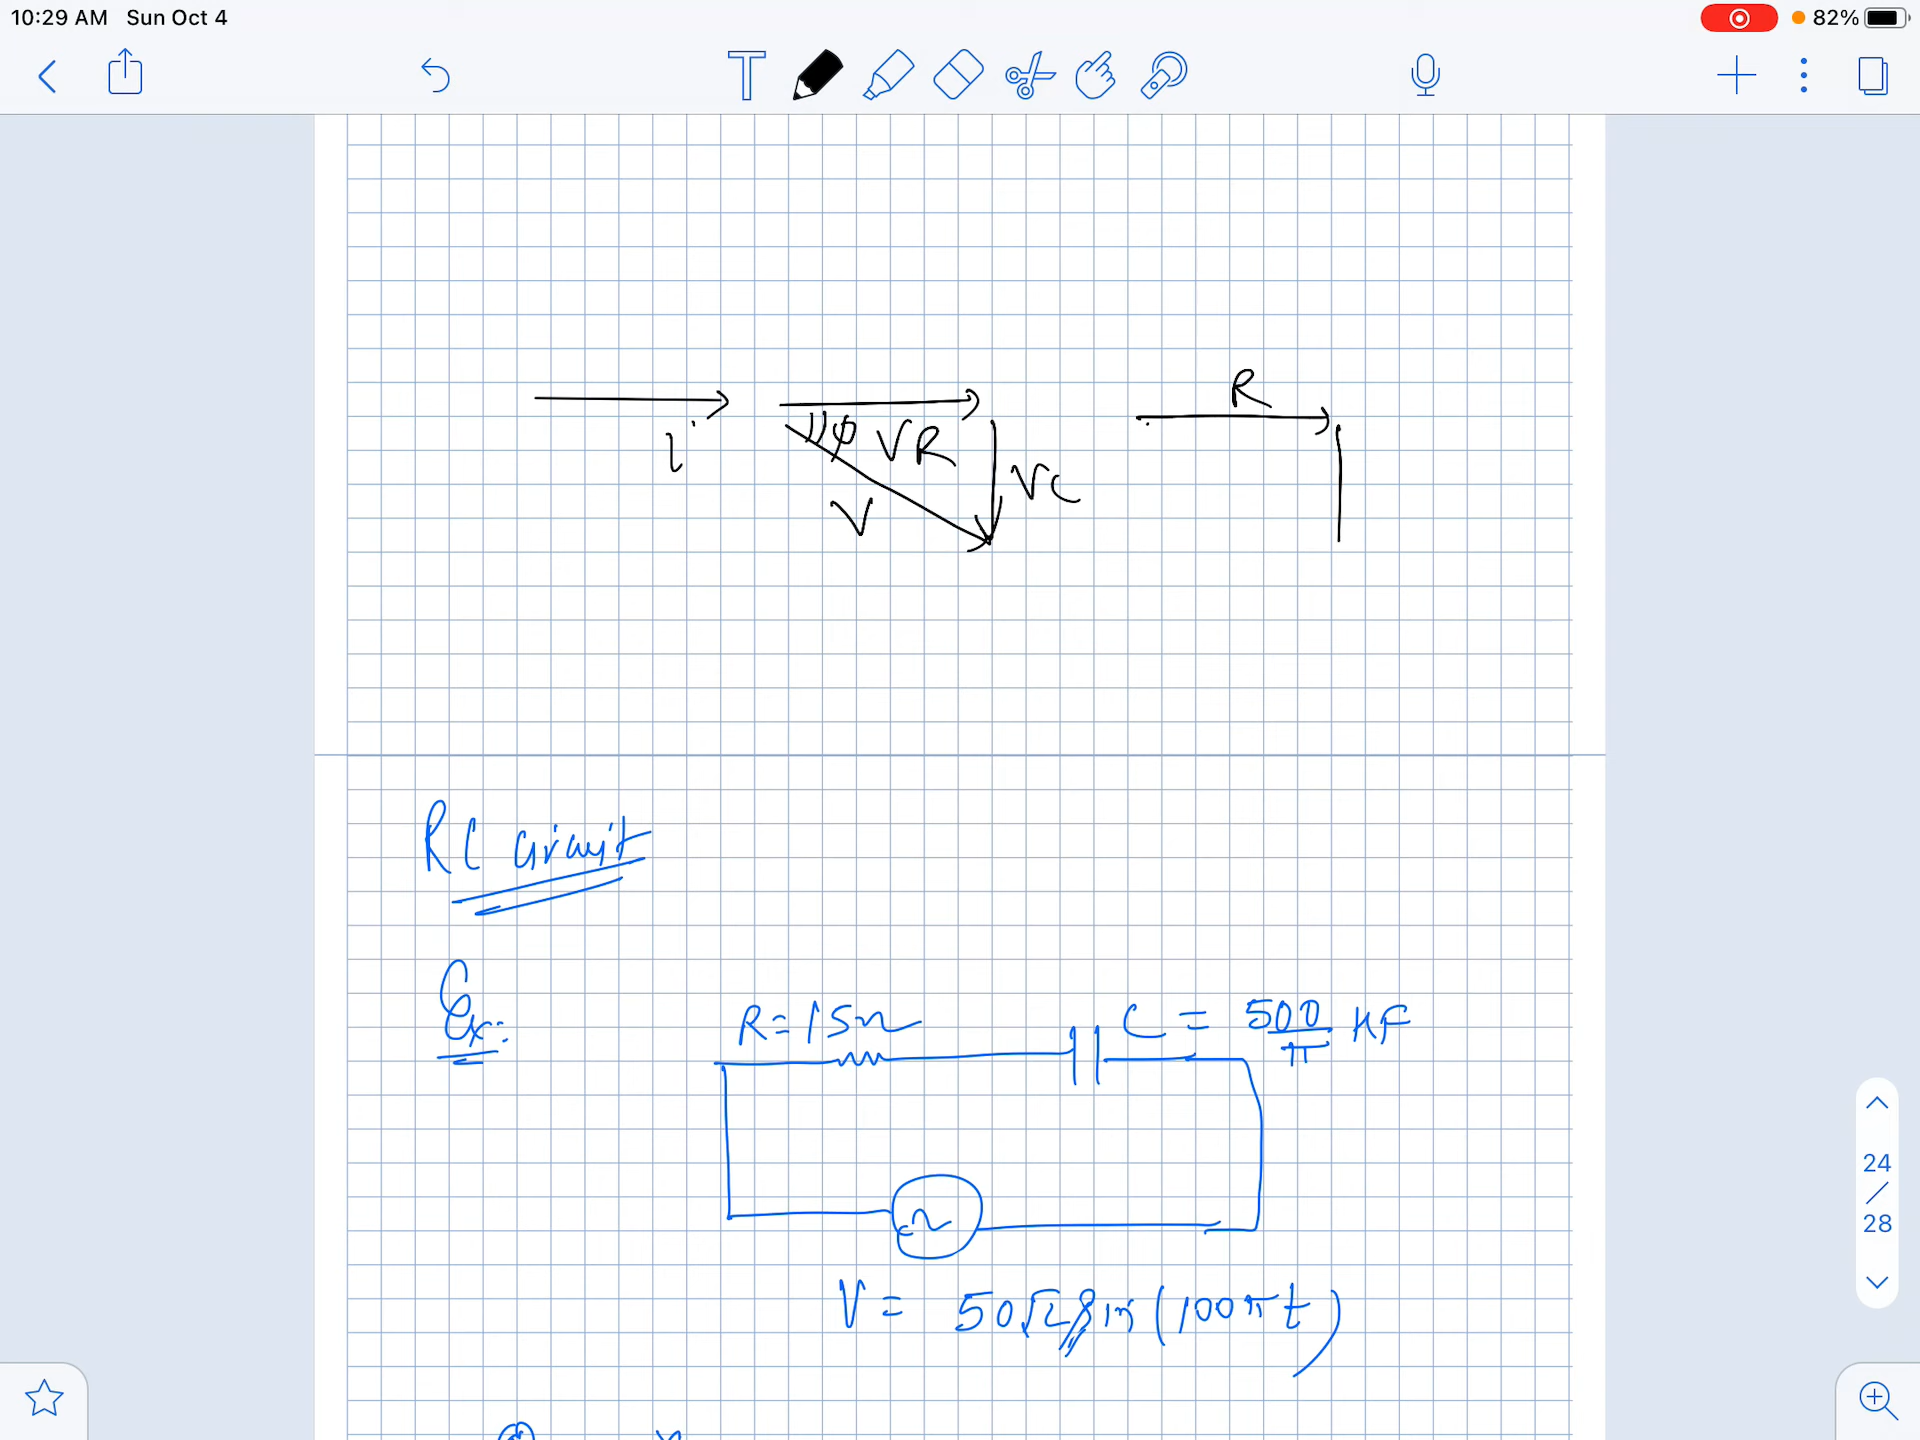 10:29 AM Sun Oct 4
82%
T
R
i
φ VR
VC
V
RC circuit
Ex:
R=15Ω
C = 500/π μF
V = 50√2 sin(100πt)
24
/
28